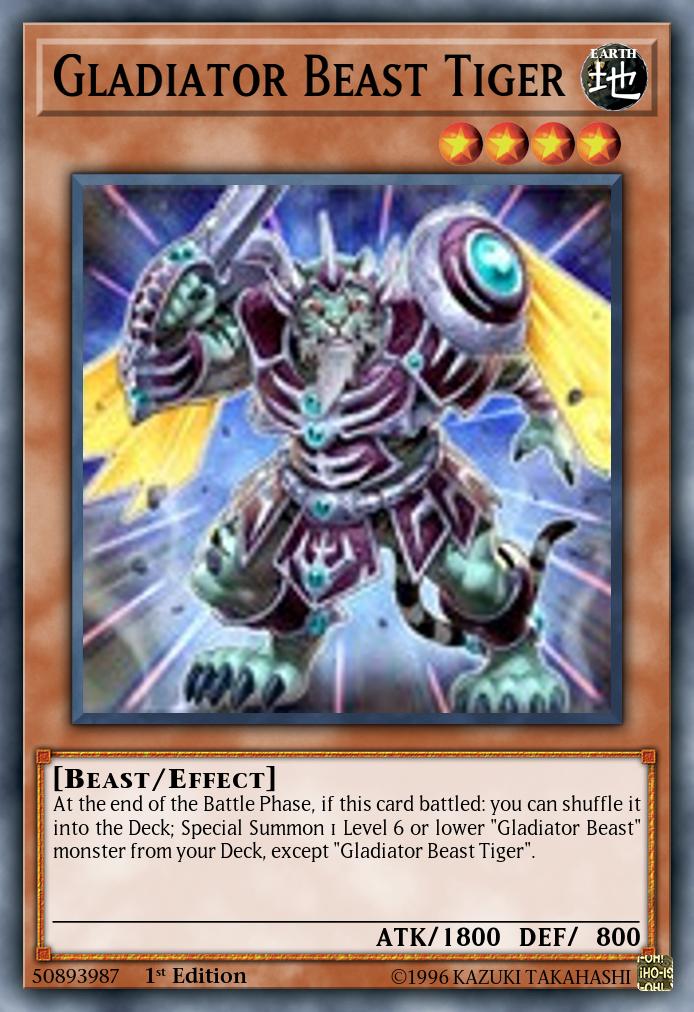 Gladiator Beast Tiger
EARTH
地
[Beast/Effect]
At the end of the Battle Phase, if this card battled: you can shuffle it
into the Deck; Special Summon 1 Level 6 or lower "Gladiator Beast"
monster from your Deck, except "Gladiator Beast Tiger".
ATK/1800 DEF/ 800
50893987 1st Edition ©1996 KAZUKI TAKAHASHI